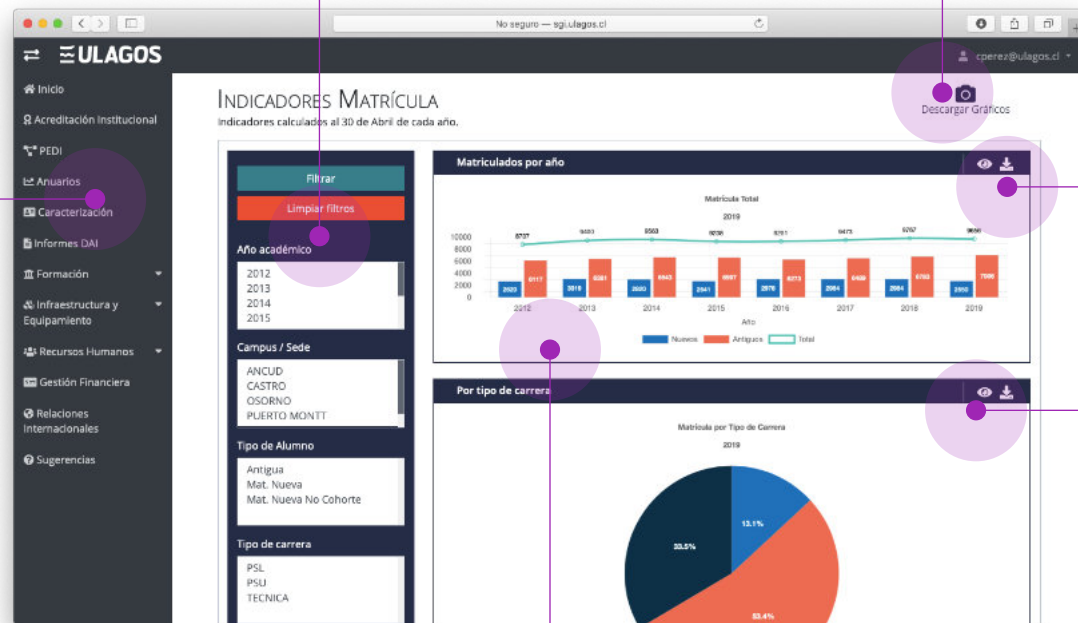 No seguro — sgi.ulagos.cl
ULAGOS
cperez@ulagos.cl
Inicio
Acreditación Institucional
PEDI
Anuarios
Caracterización
Informes DAI
Formación
Infraestructura y
Equipamiento
Recursos Humanos
Gestión Financiera
Relaciones
Internacionales
Sugerencias
INDICADORES MATRÍCULA
Indicadores calculados al 30 de Abril de cada año.
Descargar Gráficos
Filtrar
Limpiar filtros
Año académico
2012
2013
2014
2015
Campus / Sede
ANCUD
CASTRO
OSORNO
PUERTO MONTT
Tipo de Alumno
Antigua
Mat. Nueva
Mat. Nueva No Cohorte
Tipo de carrera
PSL
PSU
TECNICA
Matriculados por año
Matrícula Total
2019
10000
8000
6000
4000
2000
0
2012 2013 2014 2015 2016 2017 2018 2019
Año
Nuevos Antiguos Total
Por tipo de carrera
Matrícula por Tipo de Carrera
2019
13.1%
33.5%
53.4%